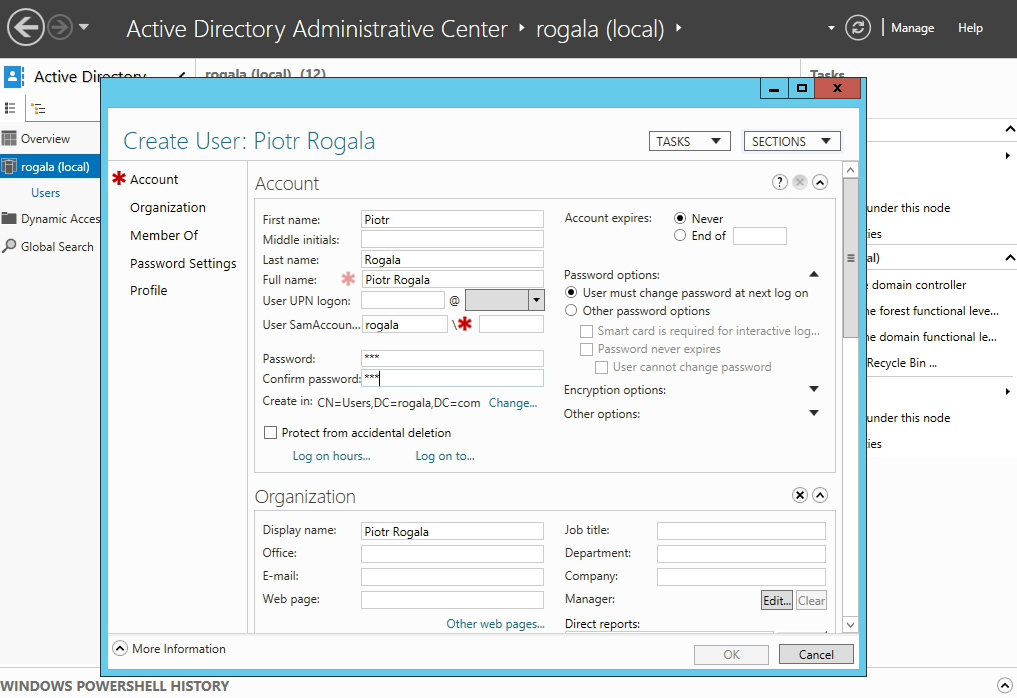 Active Directory Administrative Center ‣ rogala (local) ‣
Manage
Help
Active Directory...
rogala (local) (12)
Tasks
Overview
rogala (local)
Users
Dynamic Acces
Global Search
Create User: Piotr Rogala
TASKS
SECTIONS
✱ Account
Organization
Member Of
Password Settings
Profile
Account
First name: Piotr
Middle initials:
Last name: Rogala
Full name: ✱ Piotr Rogala
User UPN logon: @
User SamAccoun... rogala \✱
Password: ***
Confirm password: ***
Create in: CN=Users,DC=rogala,DC=com Change...
Protect from accidental deletion
Log on hours... Log on to...
Account expires: Never
End of
Password options:
User must change password at next log on
Other password options
Smart card is required for interactive log...
Password never expires
User cannot change password
Encryption options:
Other options:
Organization
Display name: Piotr Rogala
Office:
E-mail:
Web page:
Other web pages...
Job title:
Department:
Company:
Manager: Edit... Clear
Direct reports:
More Information
OK
Cancel
under this node
ies
al)
domain controller
he forest functional leve...
he domain functional le...
Recycle Bin ...
under this node
ies
WINDOWS POWERSHELL HISTORY